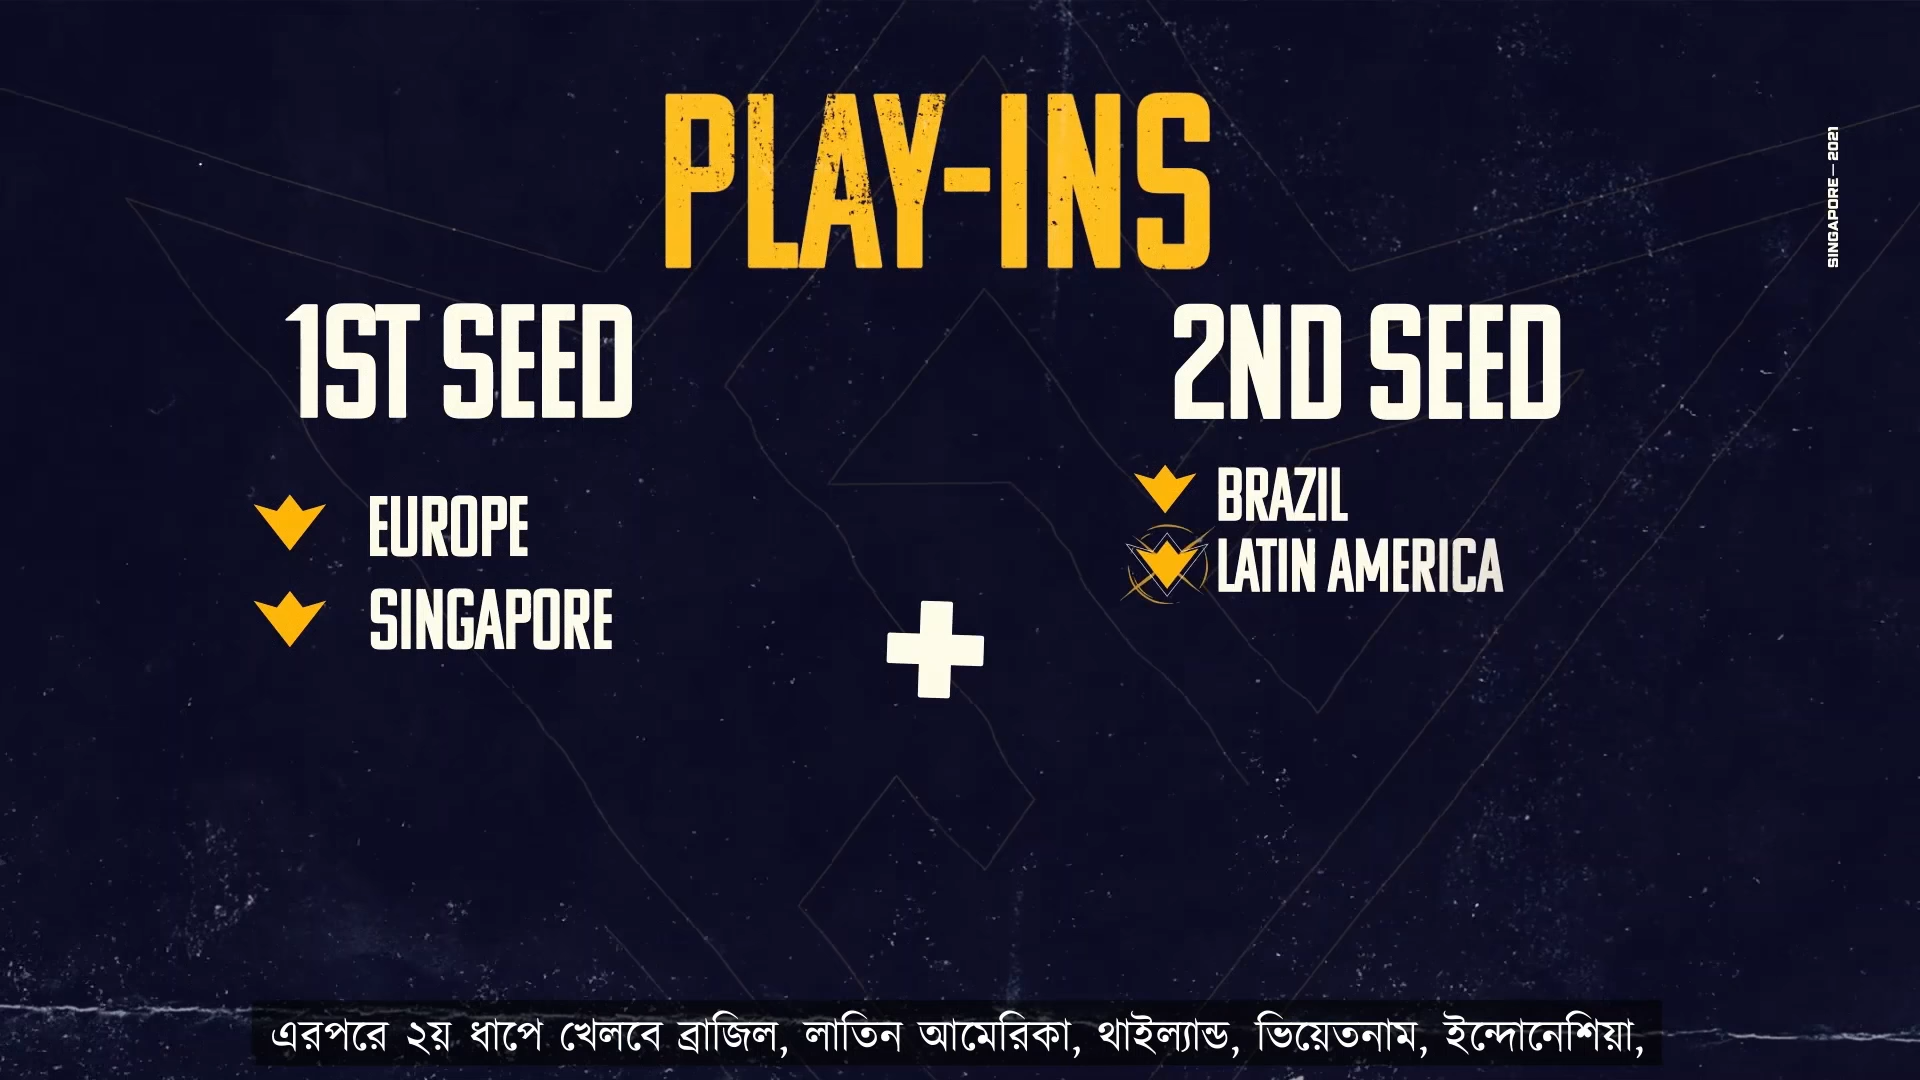 PLAY-INS
SINGAPORE — 2021
1ST SEED
EUROPE
SINGAPORE
2ND SEED
BRAZIL
LATIN AMERICA
এরপরে ২য় ধাপে খেলবে ব্রাজিল, লাতিন আমেরিকা, থাইল্যান্ড, ভিয়েতনাম, ইন্দোনেশিয়া,